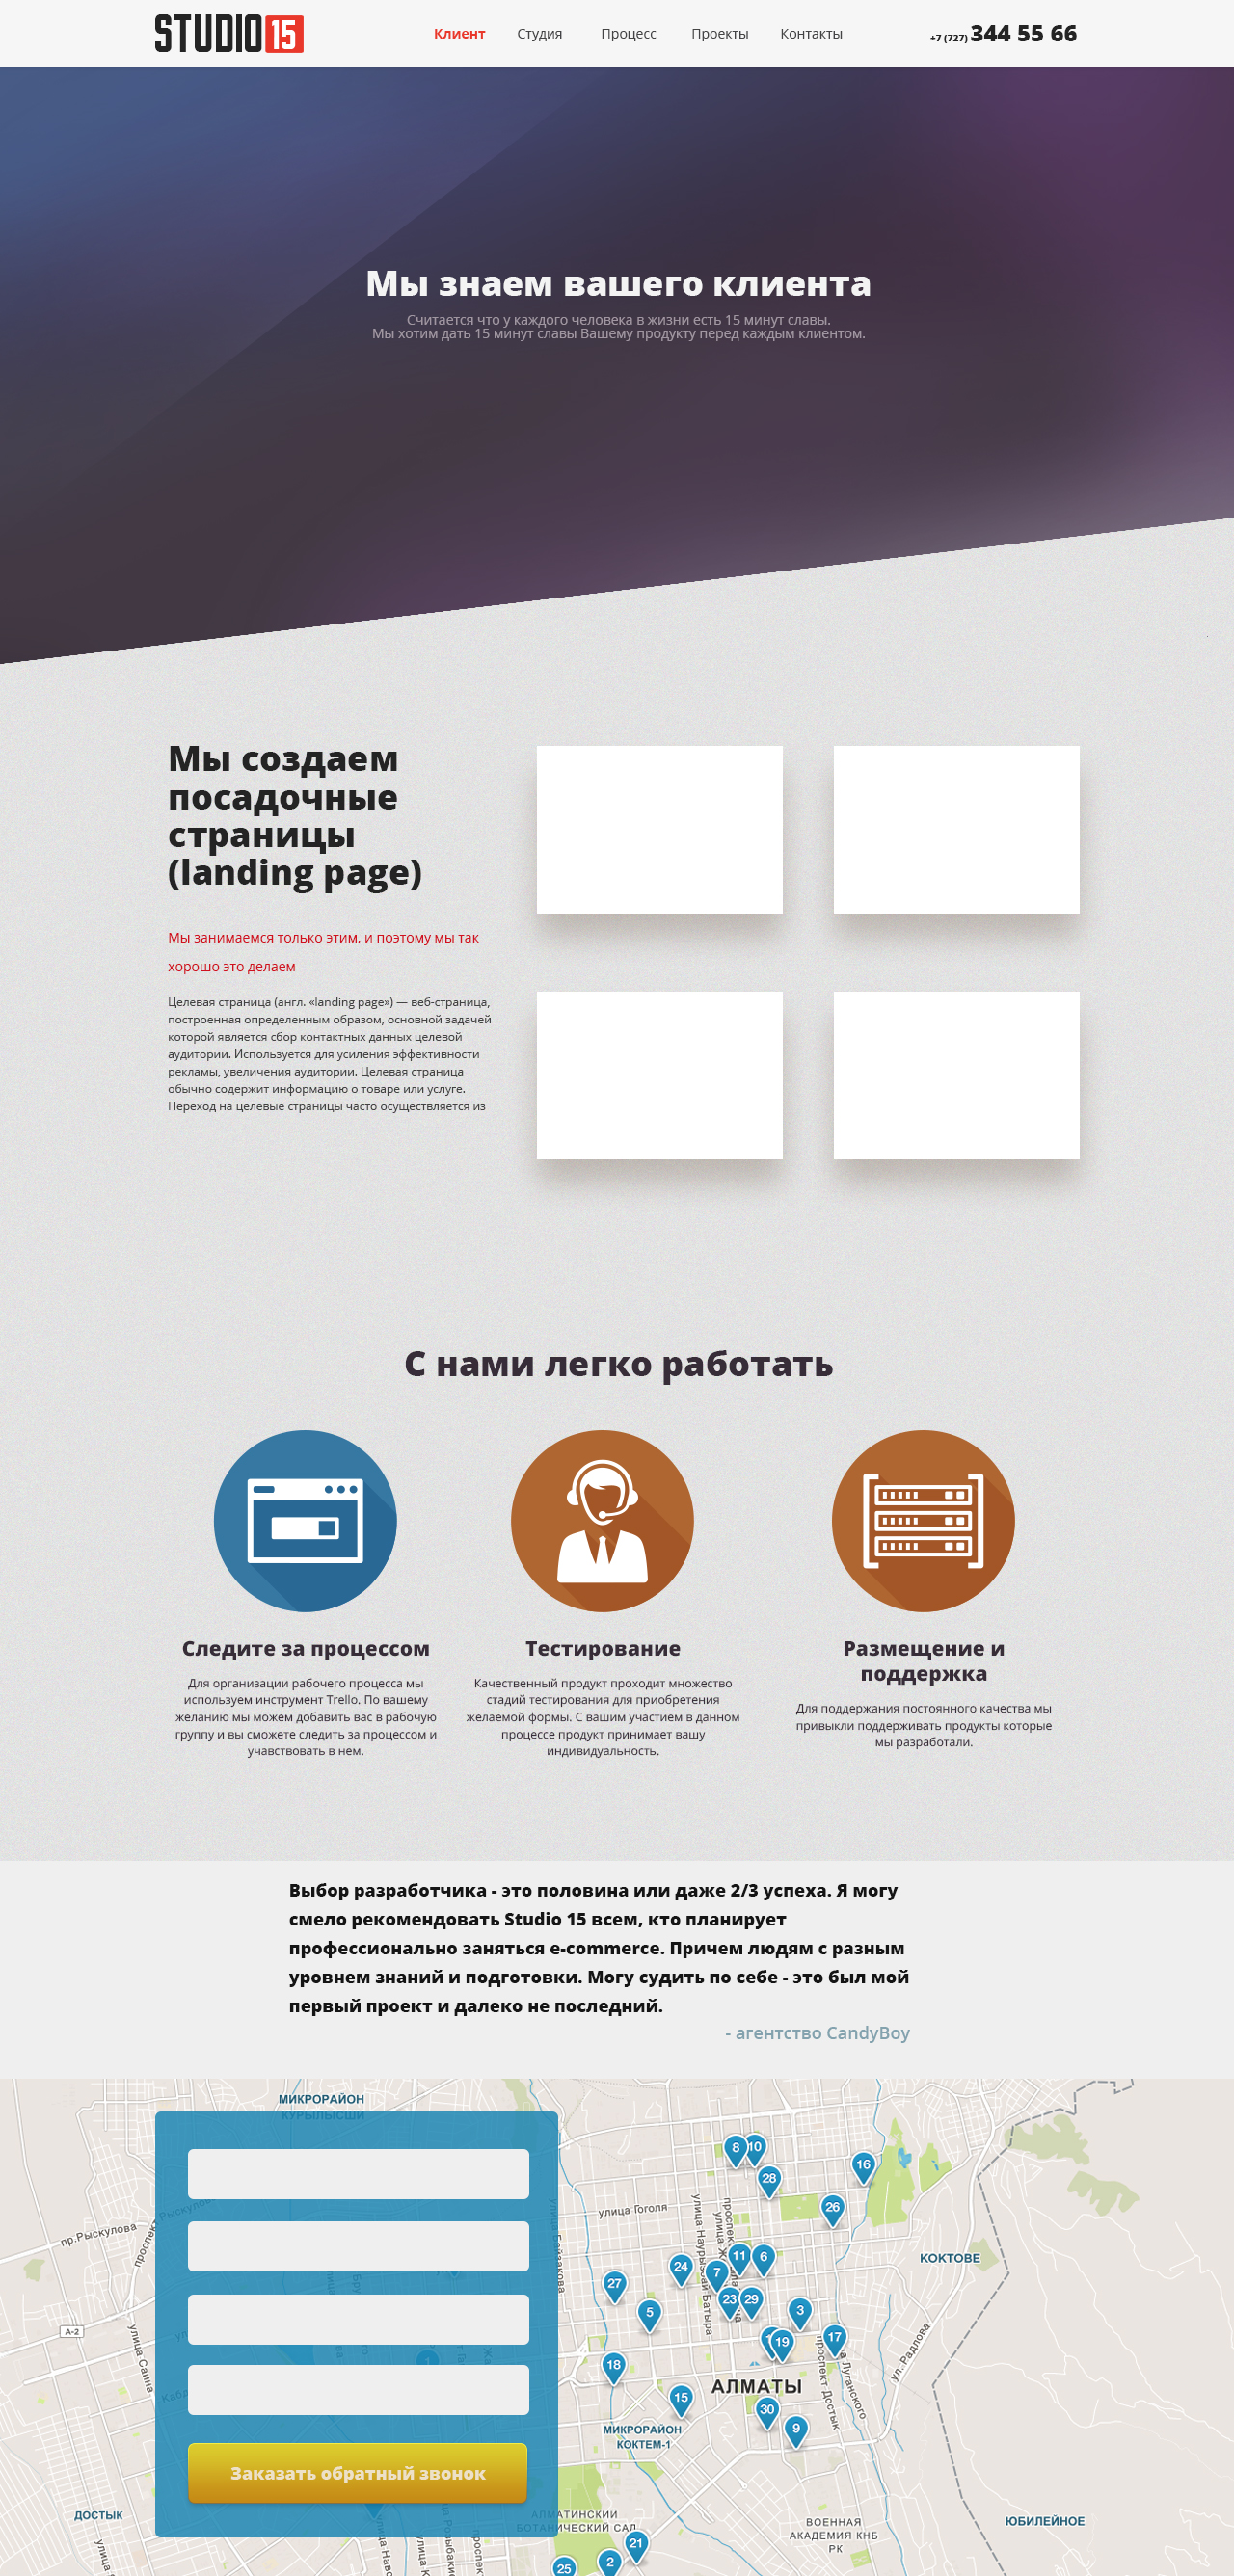 STUDIO 15
Клиент
Студия
Процесс
Проекты
Контакты
+7 (727) 344 55 66
Мы знаем вашего клиента
Считается что у каждого человека в жизни есть 15 минут славы.
Мы хотим дать 15 минут славы Вашему продукту перед каждым клиентом.
Мы создаем
посадочные
страницы
(landing page)
Мы занимаемся только этим, и поэтому мы так
хорошо это делаем
Целевая страница (англ. «landing page») — веб-страница,
построенная определенным образом, основной задачей
которой является сбор контактных данных целевой
аудитории. Используется для усиления эффективности
рекламы, увеличения аудитории. Целевая страница
обычно содержит информацию о товаре или услуге.
Переход на целевые страницы часто осуществляется из
С нами легко работать
Следите за процессом
Для организации рабочего процесса мы
используем инструмент Trello. По вашему
желанию мы можем добавить вас в рабочую
группу и вы сможете следить за процессом и
учавствовать в нем.
Тестирование
Качественный продукт проходит множество
стадий тестирования для приобретения
желаемой формы. С вашим участием в данном
процессе продукт принимает вашу
индивидуальность.
Размещение и
поддержка
Для поддержания постоянного качества мы
привыкли поддерживать продукты которые
мы разработали.
Выбор разработчика - это половина или даже 2/3 успеха. Я могу
смело рекомендовать Studio 15 всем, кто планирует
профессионально заняться e-commerce. Причем людям с разным
уровнем знаний и подготовки. Могу судить по себе - это был мой
первый проект и далеко не последний.
- агентство CandyBoy
МИКРОРАЙОН
КУРЫЛЫСШИ
8
10
28
16
26
улица Гоголя
пр.Рыскулова
КОКТОБЕ
11
6
24
7
27
23
29
5
3
А-2
улица Саина
19
17
ул. Радлова
18
АЛМАТЫ
15
30
9
проспект Достык
МИКРОРАЙОН
КОКТЕМ-1
Заказать обратный звонок
ДОСТЫК
АЛМАТИНСКИЙ
БОТАНИЧЕСКИЙ САД
ВОЕННАЯ
АКАДЕМИЯ КНБ
РК
ЮБИЛЕЙНОЕ
21
2
25